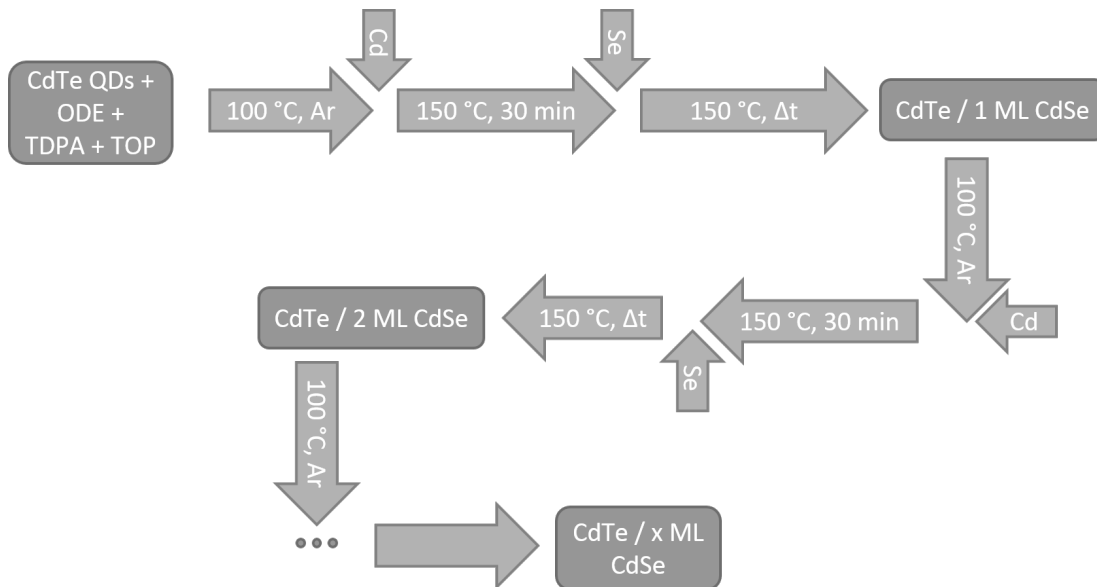 CdTe QDs +
ODE +
TDPA + TOP
100 °C, Ar
Cd
150 °C, 30 min
Se
150 °C, Δt
CdTe / 1 ML CdSe
100 °C, Ar
Cd
150 °C, 30 min
Se
150 °C, Δt
CdTe / 2 ML CdSe
100 °C, Ar
CdTe / x ML
CdSe